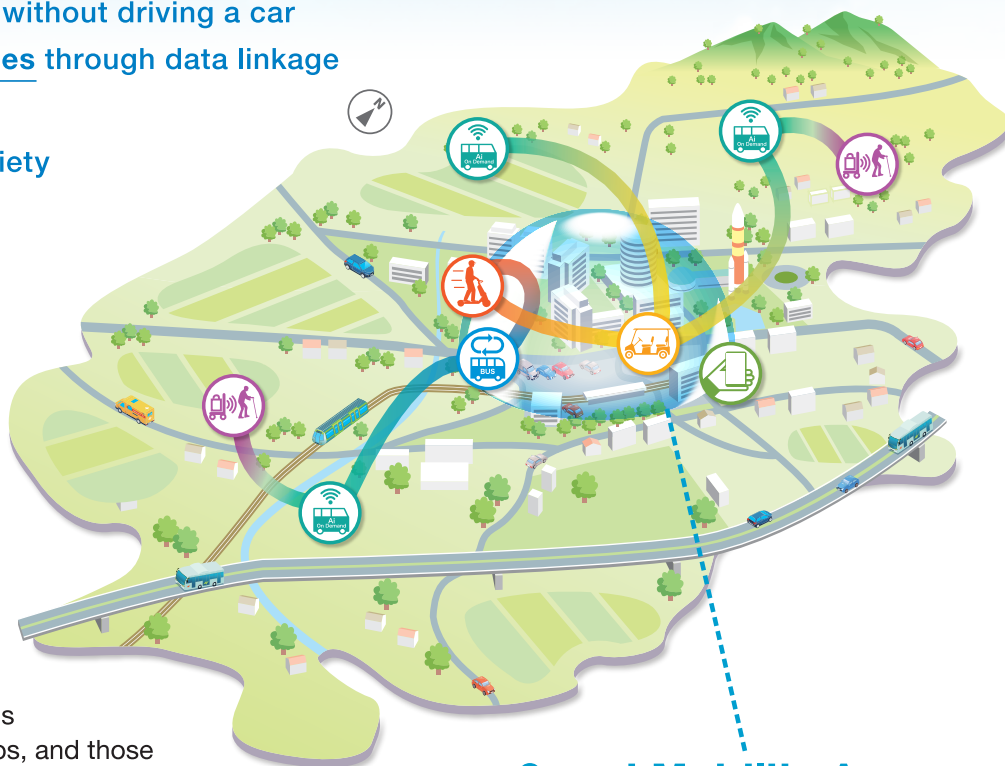 without driving a car
es through data linkage
N
iety
Ai
On Demand
Ai
On Demand
BUS
Ai
On Demand
s
os, and those